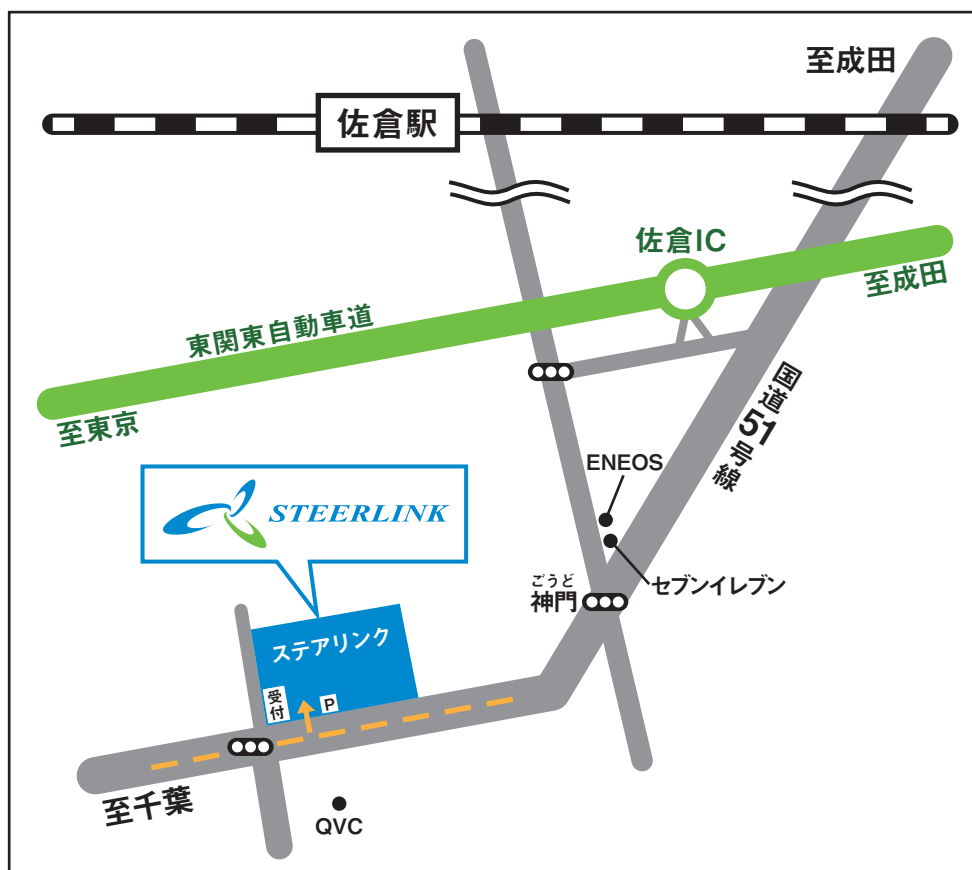 至成田
佐倉駅
佐倉IC
至成田
東関東自動車道
至東京
国道51号線
ENEOS
STEERLINK
セブンイレブン
ごうど
神門
ステアリンク
受付
P
至千葉
QVC